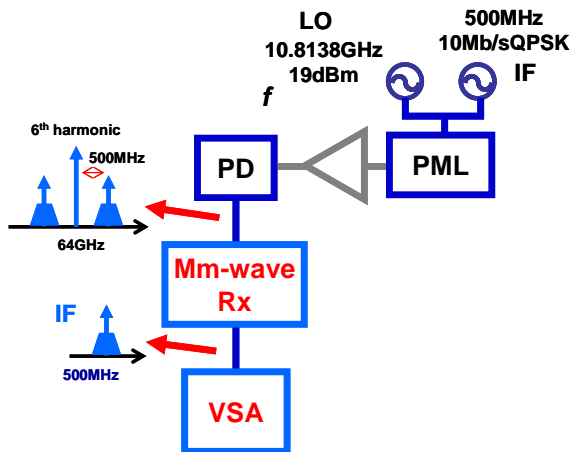 LO
10.8138GHz
19dBm
500MHz
10Mb/sQPSK
IF
f
6th harmonic
500MHz
PD
PML
64GHz
Mm-wave
Rx
IF
500MHz
VSA